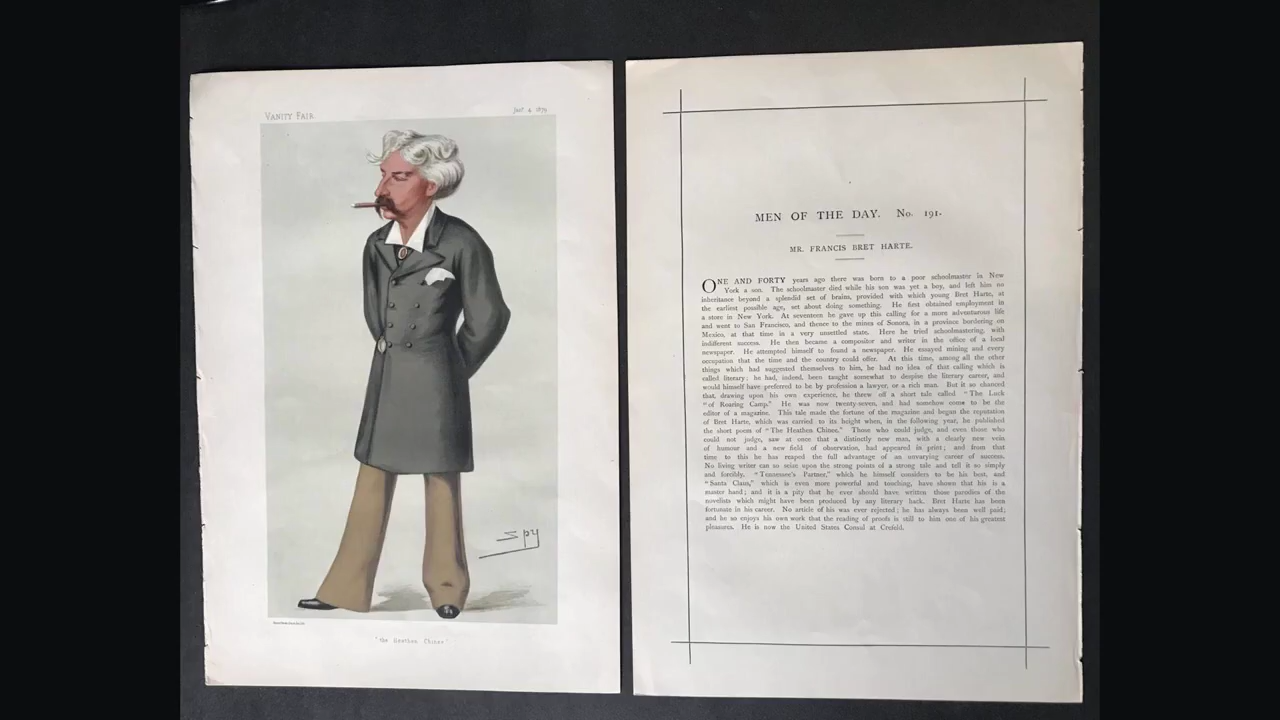 VANITY FAIR.
Jany. 4. 1879.
Spy
"the Heathen Chinee"
MEN OF THE DAY. No. 191.
MR. FRANCIS BRET HARTE.
ONE AND FORTY years ago there was born to a poor schoolmaster in New
York a son. The schoolmaster died while his son was yet a boy, and left him no
inheritance beyond a splendid set of brains, provided with which young Bret Harte, at
the earliest possible age, set about doing something. He first obtained employment in
a store in New York. At seventeen he gave up this calling for a more adventurous life
and went to San Francisco, and thence to the mines of Sonora, in a province bordering on
Mexico, at that time in a very unsettled state. Here he tried schoolmastering, with
indifferent success. He then became a compositor and writer in the office of a local
newspaper. He attempted himself to found a newspaper. He essayed mining and every
occupation that the time and the country could offer. At this time, among all the other
things which had suggested themselves to him, he had no idea of that calling which is
called literary; he had, indeed, been taught somewhat to despise the literary career, and
would himself have preferred to be by profession a lawyer, or a rich man. But it so chanced
that, drawing upon his own experience, he threw off a short tale called "The Luck
"of Roaring Camp." He was now twenty-seven, and had somehow come to be the
editor of a magazine. This tale made the fortune of the magazine and began the reputation
of Bret Harte, which was carried to its height when, in the following year, he published
the short poem of "The Heathen Chinee." Those who could judge, and even those who
could not judge, saw at once that a distinctly new man, with a clearly new vein
of humour and a new field of observation, had appeared in print; and from that
time to this he has reaped the full advantage of an unvarying career of success.
No living writer can so seize upon the strong points of a strong tale and tell it so simply
and forcibly. "Tennessee's Partner," which he himself considers to be his best, and
"Santa Claus," which is even more powerful and touching, have shown that his is a
master hand; and it is a pity that he ever should have written those parodies of the
novelists which might have been produced by any literary hack. Bret Harte has been
fortunate in his career. No article of his was ever rejected; he has always been well paid;
and he so enjoys his own work that the reading of proofs is still to him one of his greatest
pleasures. He is now the United States Consul at Crefeld.